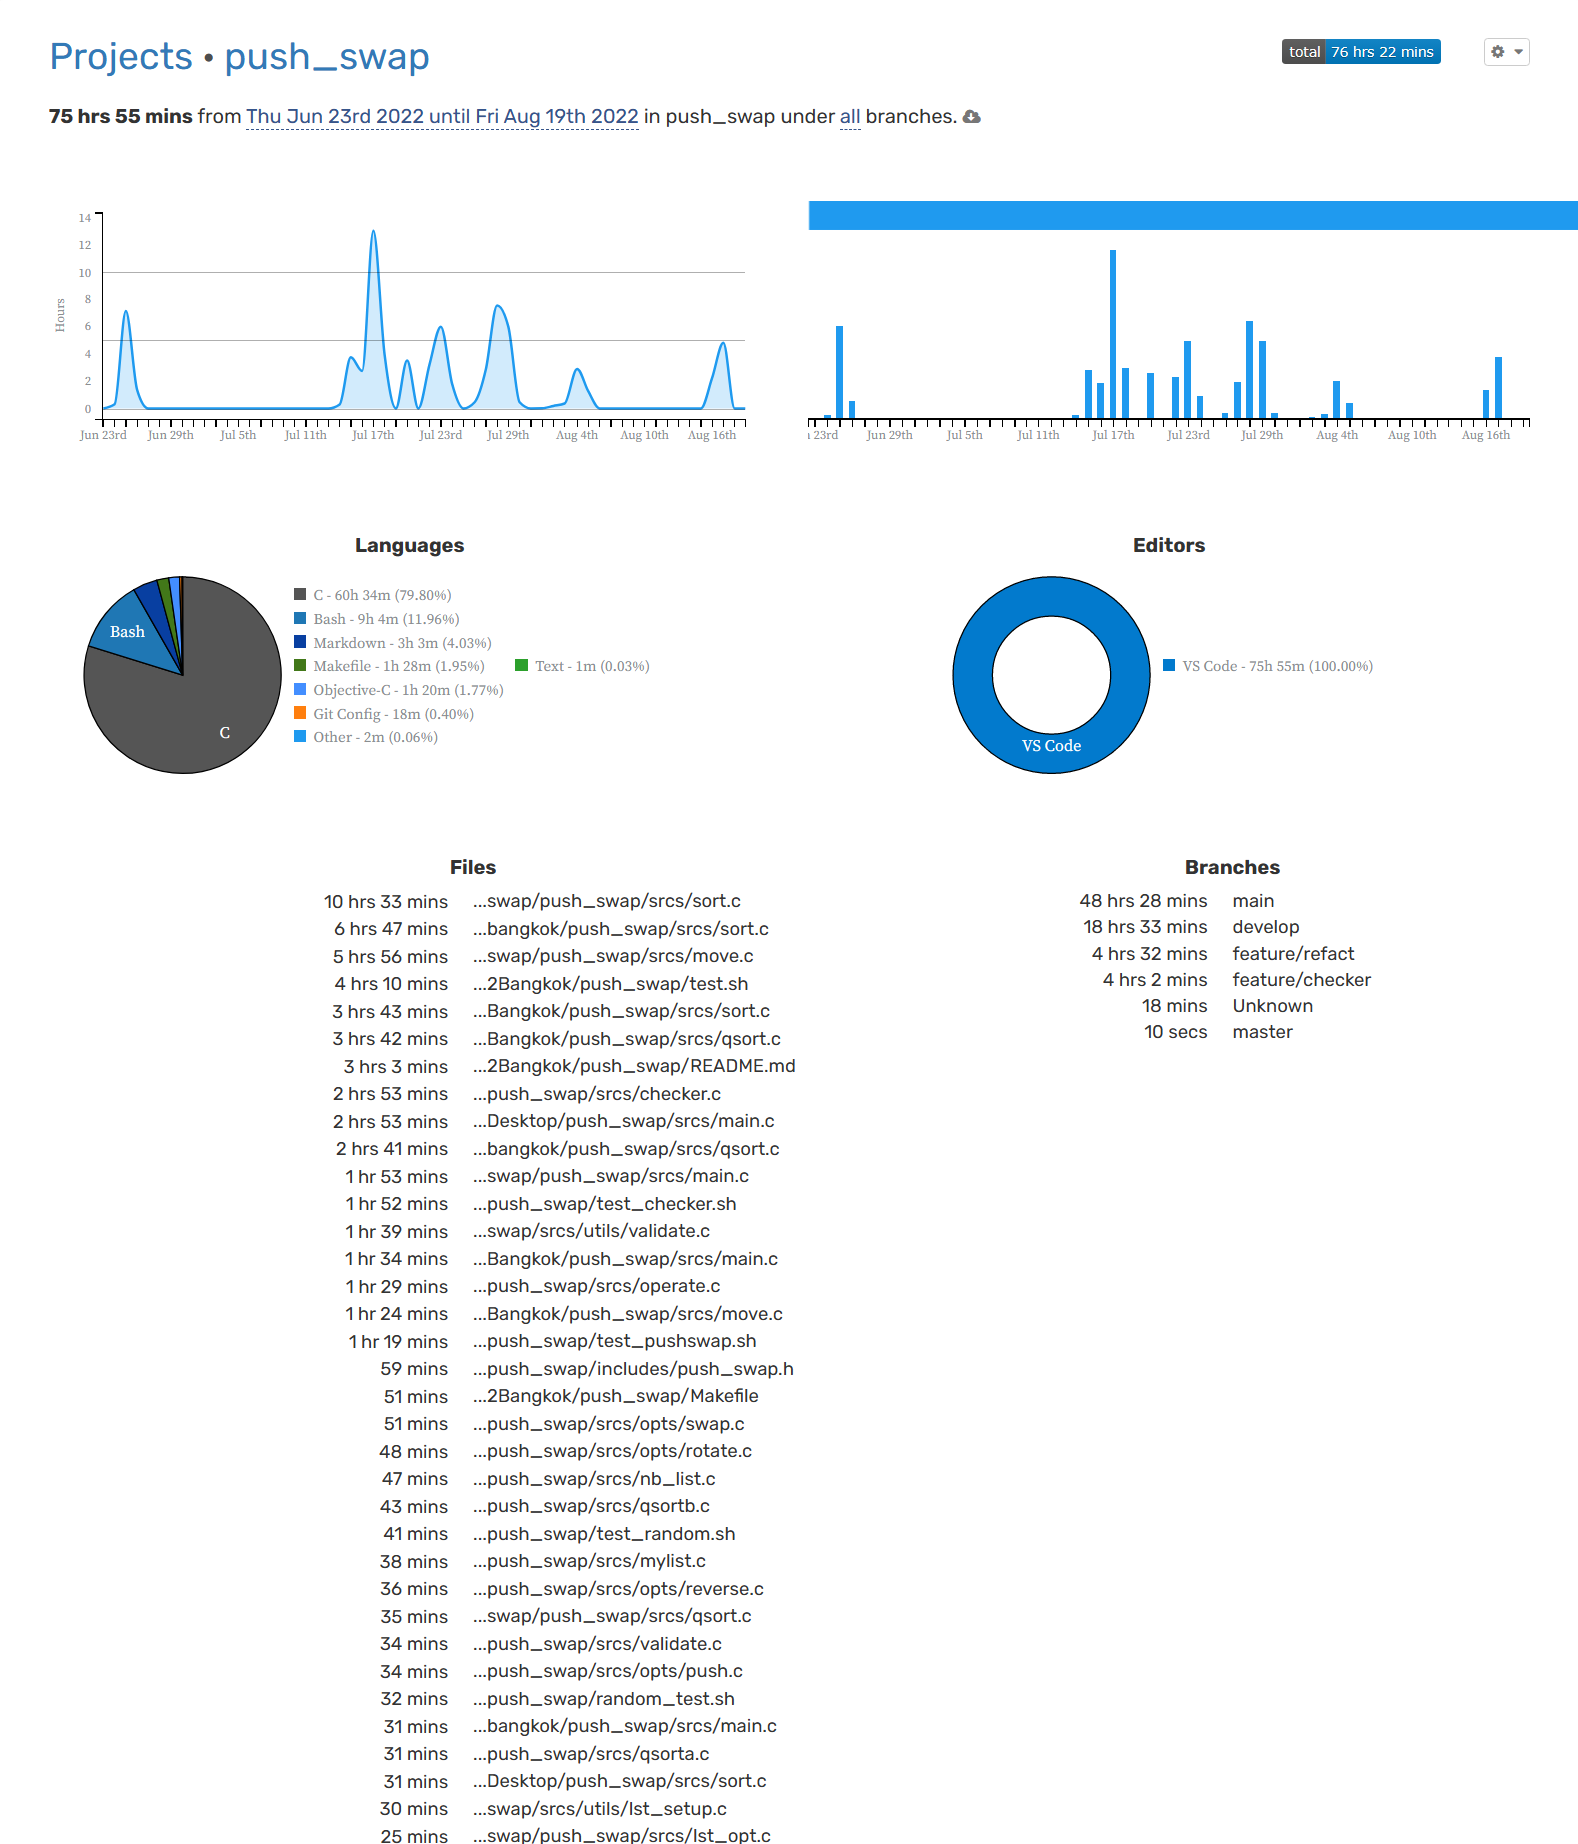 Projects • push_swap
total 76 hrs 22 mins
75 hrs 55 mins from Thu Jun 23rd 2022 until Fri Aug 19th 2022 in push_swap under all branches.
14
12
10
8
6
4
2
0
Hours
Jun 23rd Jun 29th Jul 5th Jul 11th Jul 17th Jul 23rd Jul 29th Aug 4th Aug 10th Aug 16th
23rd Jun 29th Jul 5th Jul 11th Jul 17th Jul 23rd Jul 29th Aug 4th Aug 10th Aug 16th
Languages
Bash
C
C - 60h 34m (79.80%)
Bash - 9h 4m (11.96%)
Markdown - 3h 3m (4.03%)
Makefile - 1h 28m (1.95%)
Objective-C - 1h 20m (1.77%)
Git Config - 18m (0.40%)
Other - 2m (0.06%)
Text - 1m (0.03%)
Editors
VS Code
VS Code - 75h 55m (100.00%)
Files
10 hrs 33 mins ...swap/push_swap/srcs/sort.c
6 hrs 47 mins ...bangkok/push_swap/srcs/sort.c
5 hrs 56 mins ...swap/push_swap/srcs/move.c
4 hrs 10 mins ...2Bangkok/push_swap/test.sh
3 hrs 43 mins ...Bangkok/push_swap/srcs/sort.c
3 hrs 42 mins ...Bangkok/push_swap/srcs/qsort.c
3 hrs 3 mins ...2Bangkok/push_swap/README.md
2 hrs 53 mins ...push_swap/srcs/checker.c
2 hrs 53 mins ...Desktop/push_swap/srcs/main.c
2 hrs 41 mins ...bangkok/push_swap/srcs/qsort.c
1 hr 53 mins ...swap/push_swap/srcs/main.c
1 hr 52 mins ...push_swap/test_checker.sh
1 hr 39 mins ...swap/srcs/utils/validate.c
1 hr 34 mins ...Bangkok/push_swap/srcs/main.c
1 hr 29 mins ...push_swap/srcs/operate.c
1 hr 24 mins ...Bangkok/push_swap/srcs/move.c
1 hr 19 mins ...push_swap/test_pushswap.sh
59 mins ...push_swap/includes/push_swap.h
51 mins ...2Bangkok/push_swap/Makefile
51 mins ...push_swap/srcs/opts/swap.c
48 mins ...push_swap/srcs/opts/rotate.c
47 mins ...push_swap/srcs/nb_list.c
43 mins ...push_swap/srcs/qsortb.c
41 mins ...push_swap/test_random.sh
38 mins ...push_swap/srcs/mylist.c
36 mins ...push_swap/srcs/opts/reverse.c
35 mins ...swap/push_swap/srcs/qsort.c
34 mins ...push_swap/srcs/validate.c
34 mins ...push_swap/srcs/opts/push.c
32 mins ...push_swap/random_test.sh
31 mins ...bangkok/push_swap/srcs/main.c
31 mins ...push_swap/srcs/qsorta.c
31 mins ...Desktop/push_swap/srcs/sort.c
30 mins ...swap/srcs/utils/lst_setup.c
25 mins ...swap/push_swap/srcs/lst_opt.c
Branches
48 hrs 28 mins main
18 hrs 33 mins develop
4 hrs 32 mins feature/refact
4 hrs 2 mins feature/checker
18 mins Unknown
10 secs master